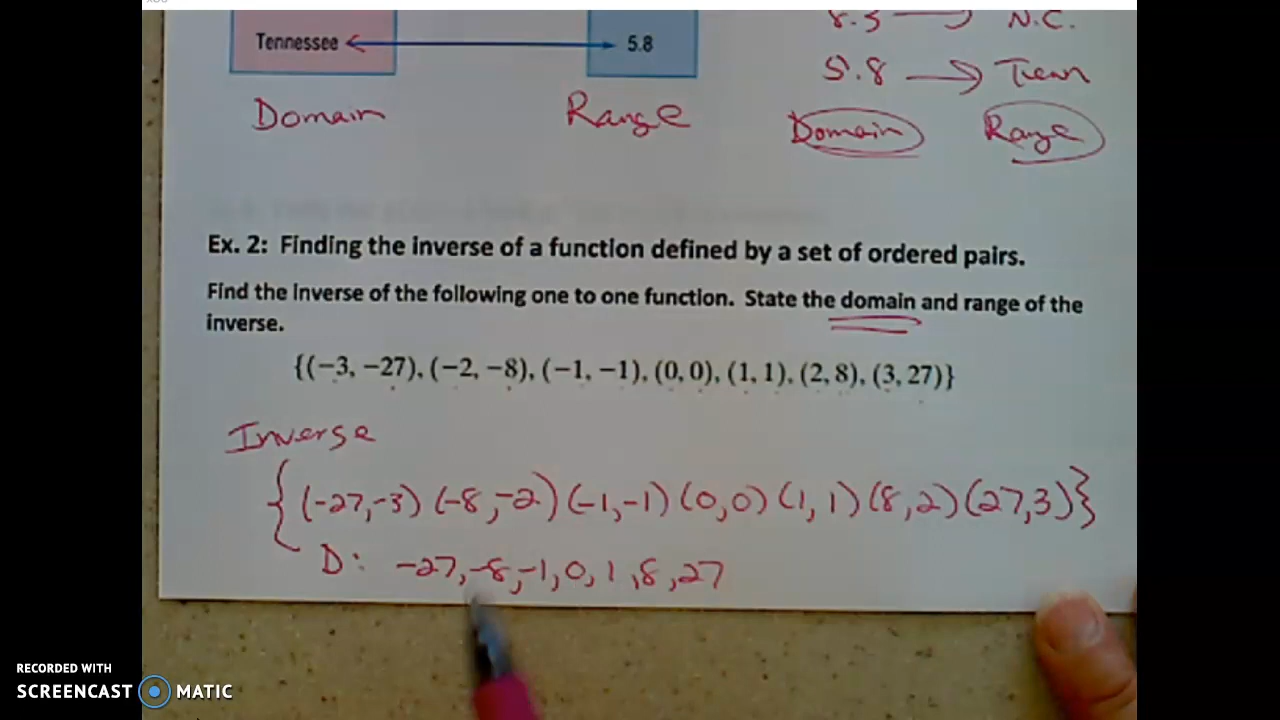 8.5 → N.C.
Tennessee 5.8
5.8 → Tenn
Domain Range Domain Range
Ex. 2: Finding the inverse of a function defined by a set of ordered pairs.
Find the inverse of the following one to one function. State the domain and range of the
inverse.
{(−3, −27), (−2, −8), (−1, −1), (0, 0), (1, 1), (2, 8), (3, 27)}
Inverse
{(-27,-3) (-8,-2) (-1,-1) (0,0) (1,1) (8,2) (27,3)}
D: -27,-8,-1,0,1,8,27
RECORDED WITH
SCREENCAST MATIC